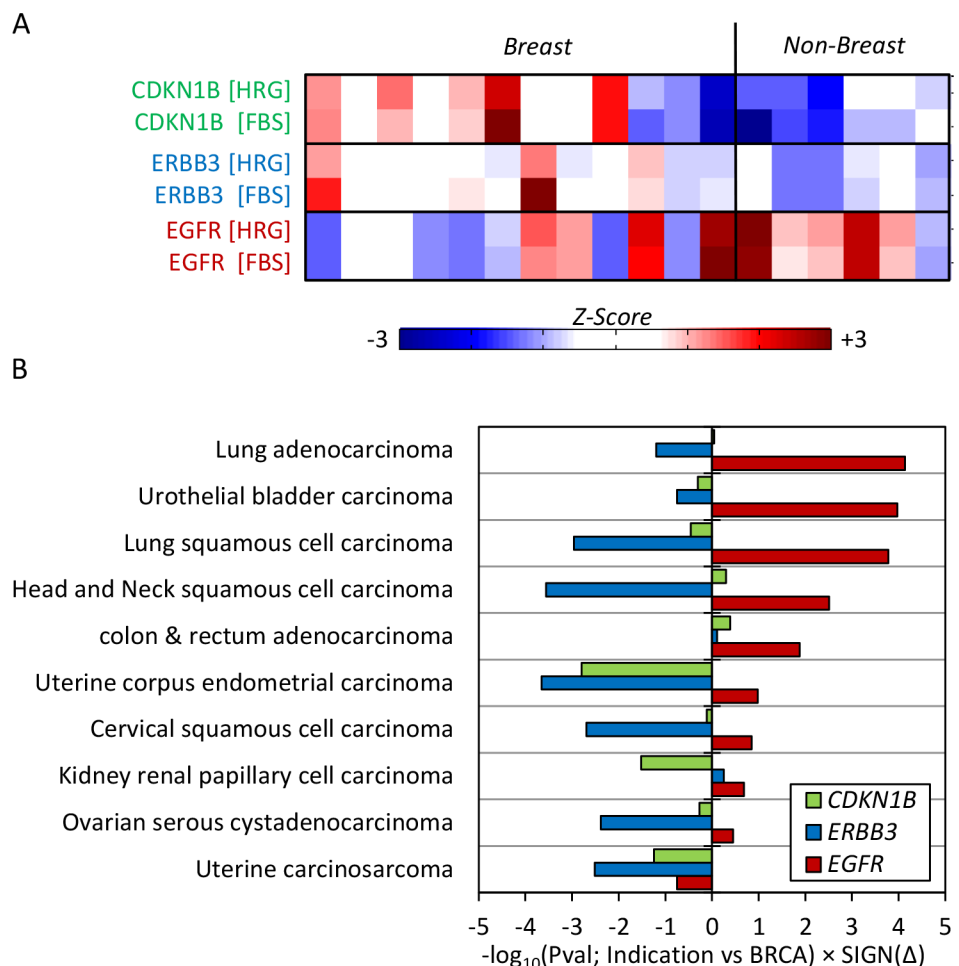 A
Breast Non-Breast
CDKN1B [HRG]
CDKN1B [FBS]
ERBB3 [HRG]
ERBB3 [FBS]
EGFR [HRG]
EGFR [FBS]
Z-Score
-3 +3
B
Lung adenocarcinoma
Urothelial bladder carcinoma
Lung squamous cell carcinoma
Head and Neck squamous cell carcinoma
colon & rectum adenocarcinoma
Uterine corpus endometrial carcinoma
Cervical squamous cell carcinoma
Kidney renal papillary cell carcinoma
Ovarian serous cystadenocarcinoma
Uterine carcinosarcoma
CDKN1B
ERBB3
EGFR
-5 -4 -3 -2 -1 0 1 2 3 4 5
-log₁₀(Pval; Indication vs BRCA) × SIGN(Δ)